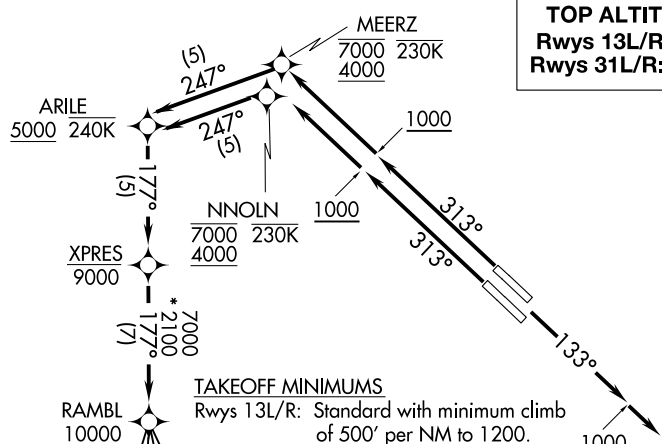 MEERZ
7000 230K
4000
TOP ALTIT
Rwys 13L/R
Rwys 31L/R:
(5)
247°
ARILE
5000 240K
247°
(5)
1000
1000
177°
(5)
NNOLN
7000 230K
4000
313°
313°
XPRES
9000
177°
(7)
*
7000
2100
133°
TAKEOFF MINIMUMS
Rwys 13L/R: Standard with minimum climb
of 500' per NM to 1200.
RAMBL
10000
1000